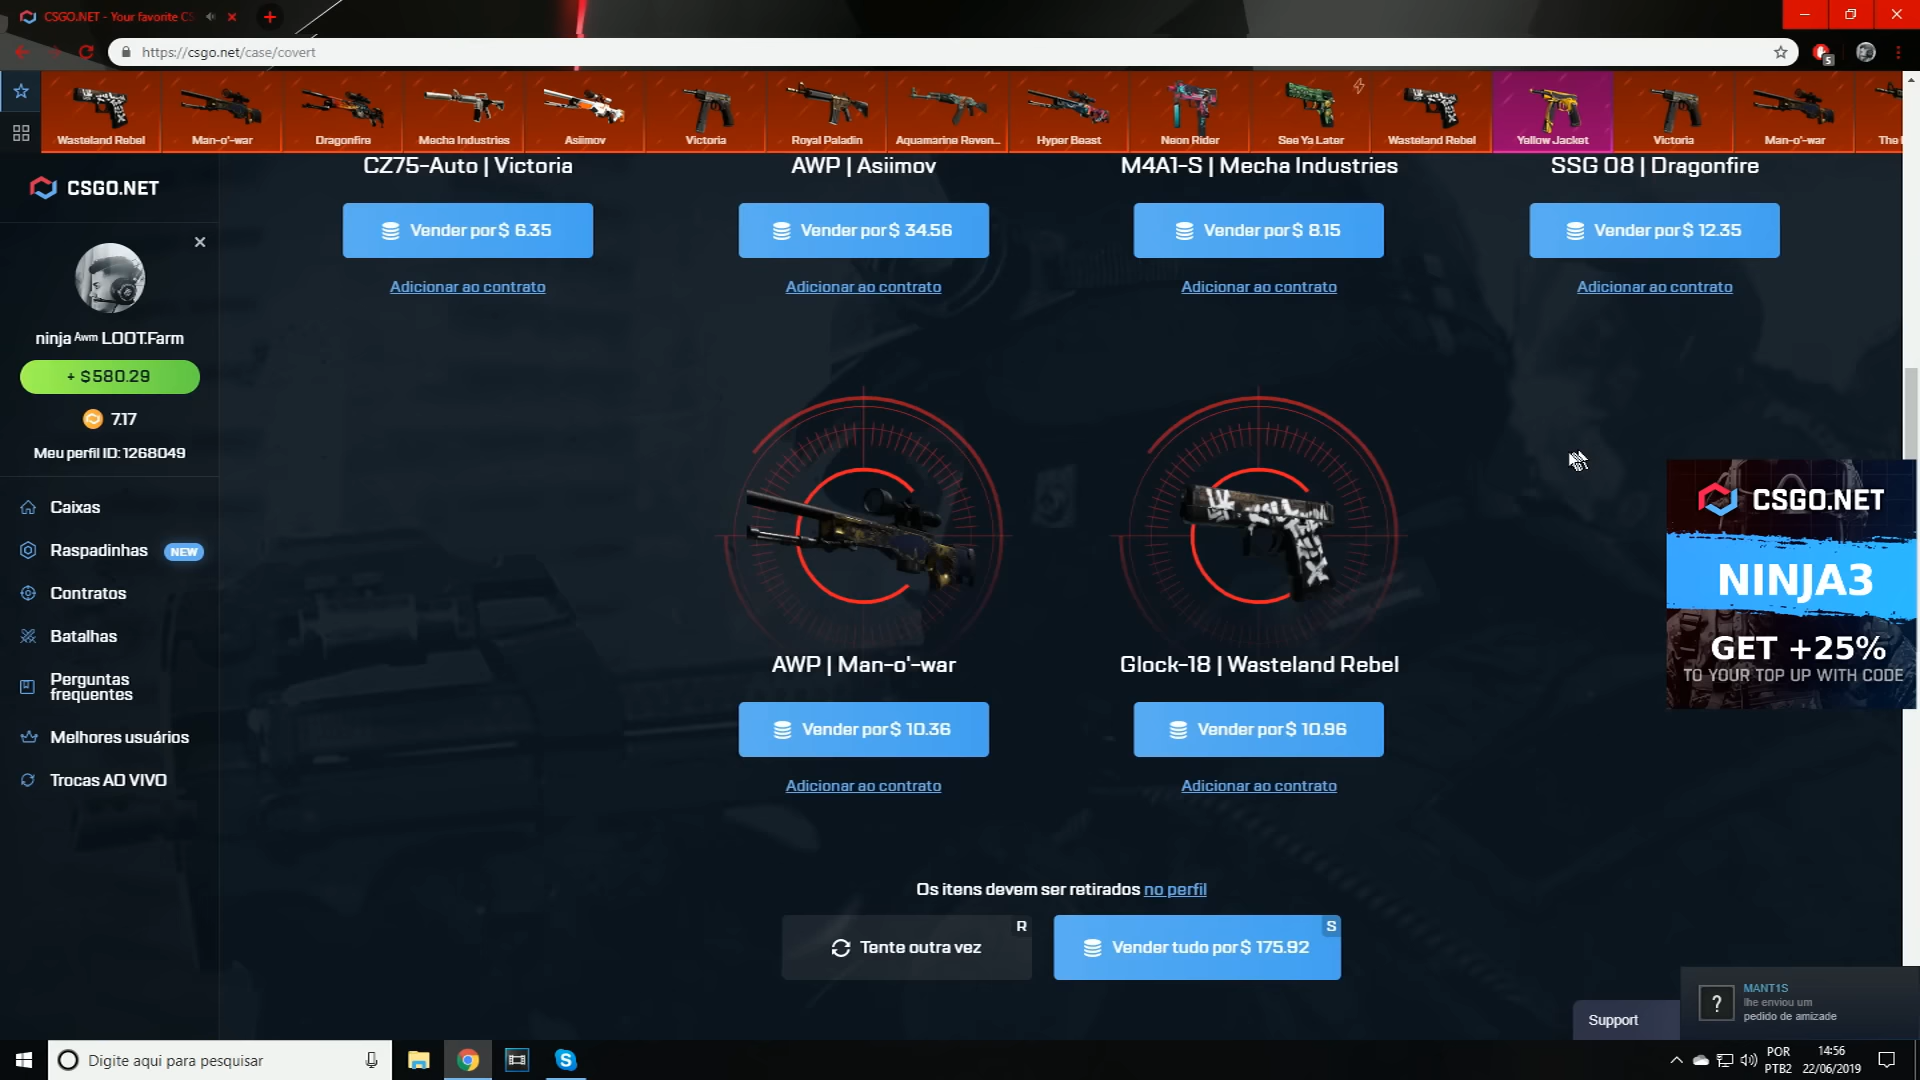 CSGO.NET - Your favorite CS
https://csgo.net/case/covert
5
Wasteland Rebel
Man-o'-war
Dragonfire
Mecha Industries
Asiimov
Victoria
Royal Paladin
Aquamarine Reven...
Hyper Beast
Neon Rider
See Ya Later
Wasteland Rebel
Yellow Jacket
Victoria
Man-o'-war
The
CSGO.NET
CZ75-Auto | Victoria
AWP | Asiimov
M4A1-S | Mecha Industries
SSG 08 | Dragonfire
Vender por $ 6.35
Vender por $ 34.56
Vender por $ 8.15
Vender por $ 12.35
Adicionar ao contrato
Adicionar ao contrato
Adicionar ao contrato
Adicionar ao contrato
ninja ᴬʷᵐ LOOT.Farm
+ $580.29
7.17
Meu perfil ID: 1268049
Caixas
Raspadinhas NEW
Contratos
Batalhas
Perguntas
frequentes
Melhores usuários
Trocas AO VIVO
AWP | Man-o'-war
Glock-18 | Wasteland Rebel
Vender por $ 10.36
Vender por $ 10.96
Adicionar ao contrato
Adicionar ao contrato
CSGO.NET
NINJA3
GET +25%
TO YOUR TOP UP WITH CODE
Os itens devem ser retirados no perfil
Tente outra vez R
Vender tudo por $ 175.92 S
Support
?
MANT1S
lhe enviou um
pedido de amizade
Digite aqui para pesquisar
POR
PTB2
14:56
22/06/2019